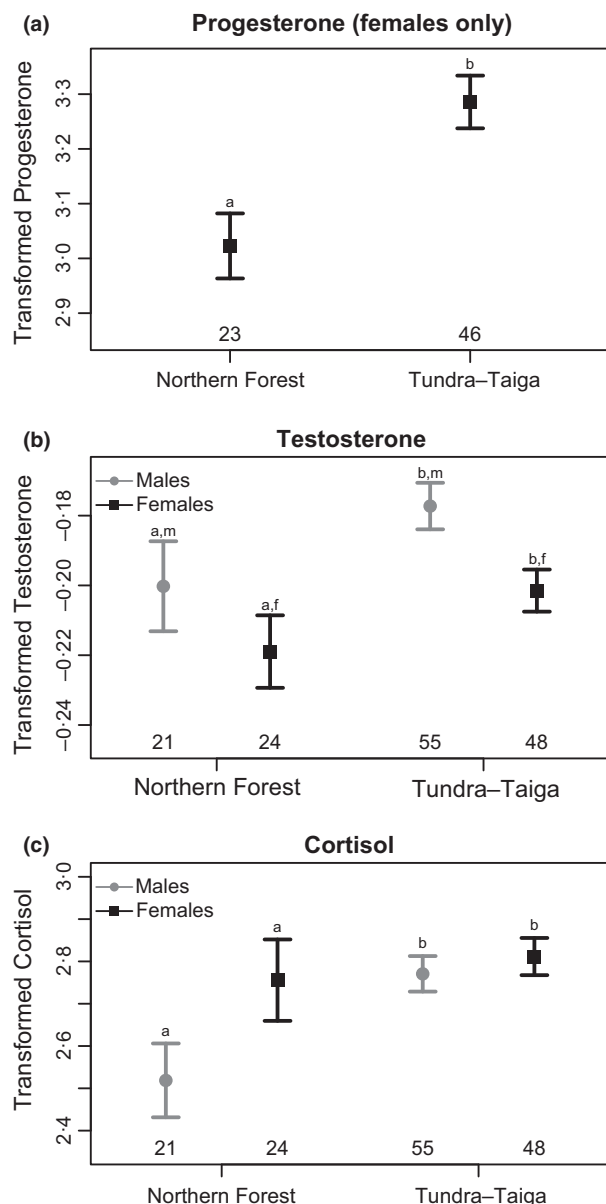 (a) Progesterone (females only)
Transformed Progesterone
3·3
3·2
3·1
3·0
2·9
a
b
23 46
Northern Forest Tundra–Taiga
(b) Testosterone
Transformed Testosterone
–0·18
–0·20
–0·22
–0·24
Males
Females
a,m
a,f
b,m
b,f
21 24 55 48
Northern Forest Tundra–Taiga
(c) Cortisol
Transformed Cortisol
3·0
2·8
2·6
2·4
Males
Females
a
a
b
b
21 24 55 48
Northern Forest Tundra–Taiga